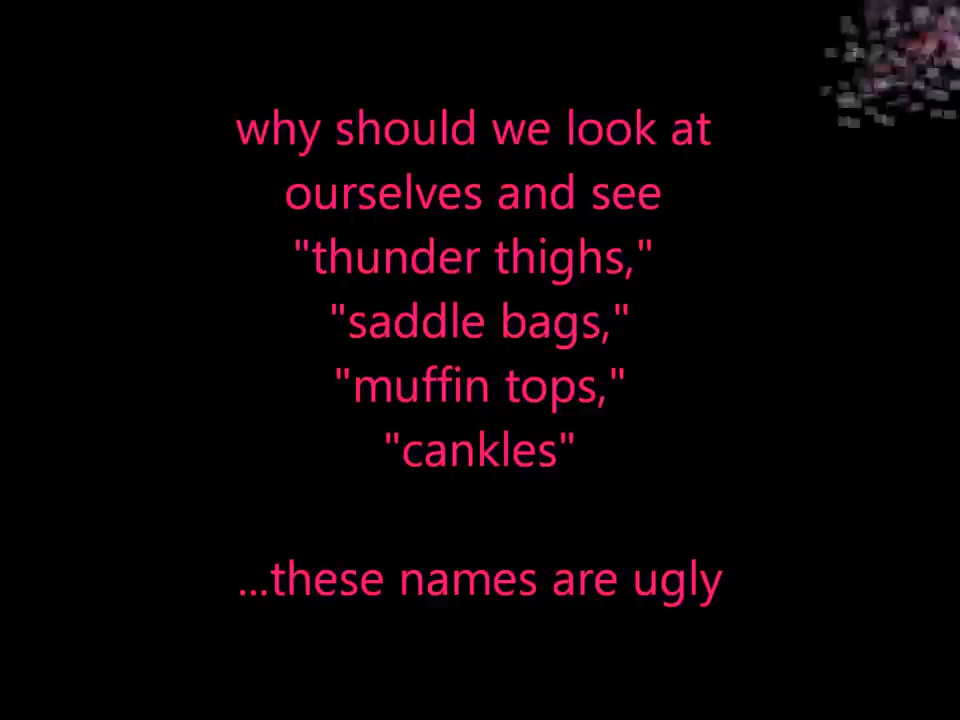 why should we look at
ourselves and see
"thunder thighs,"
"saddle bags,"
"muffin tops,"
"cankles"
...these names are ugly